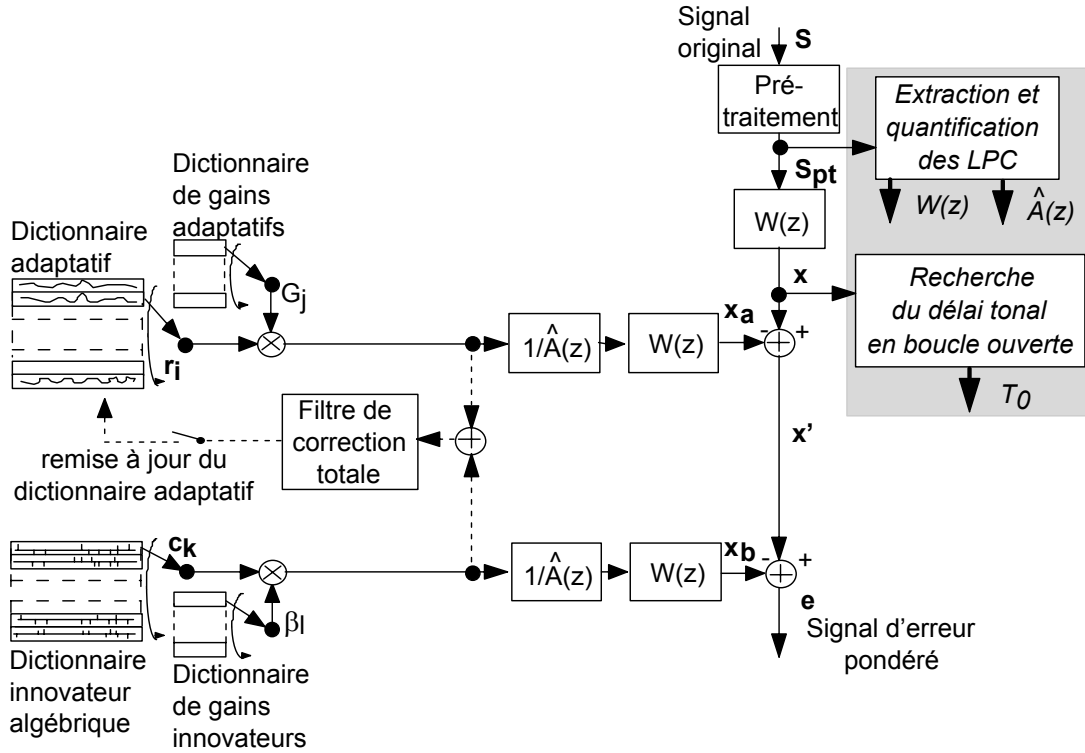 Signal
original
S
Pré-
traitement
Extraction et
quantification
des LPC
Spt
W(z)
Â(z)
W(z)
Dictionnaire
de gains
adaptatifs
Dictionnaire
adaptatif
Gj
ri
x
Recherche
du délai tonal
en boucle ouverte
T0
1/Â(z)
W(z)
xa
-
+
Filtre de
correction
totale
x'
remise à jour du
dictionnaire adaptatif
ck
1/Â(z)
W(z)
xb
-
+
e
βl
Signal d'erreur
pondéré
Dictionnaire
innovateur
algébrique
Dictionnaire
de gains
innovateurs